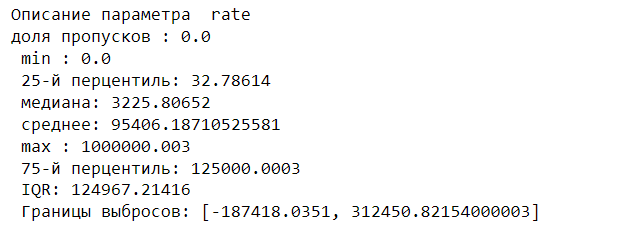 Описание параметра  rate
доля пропусков : 0.0
min : 0.0
25-й перцентиль: 32.78614
медиана: 3225.80652
среднее: 95406.18710525581
max : 1000000.003
75-й перцентиль: 125000.0003
IQR: 124967.21416
Границы выбросов: [-187418.0351, 312450.82154000003]